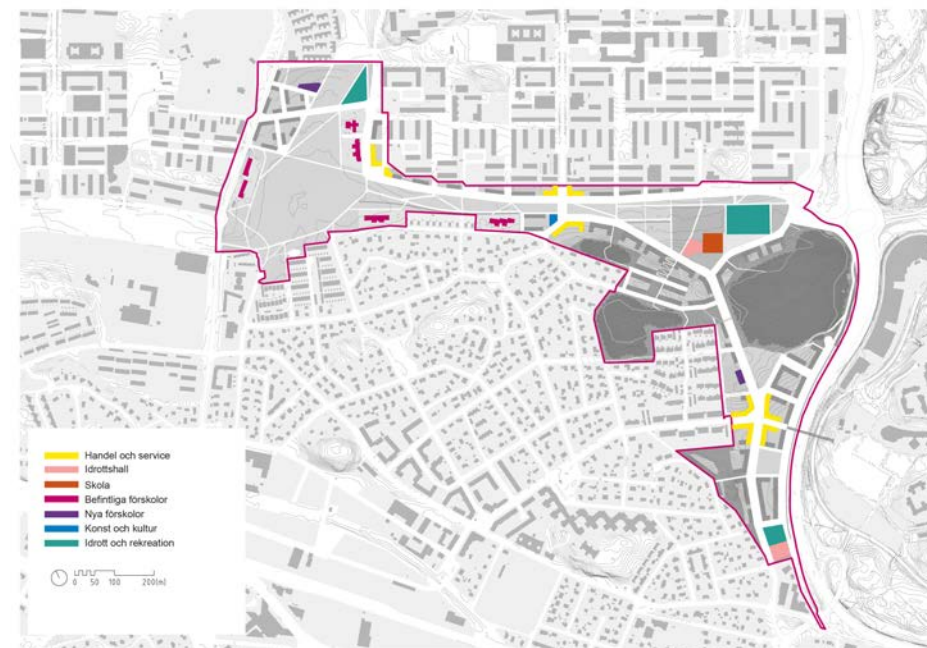 Handel och service
Idrottshall
Skola
Befintliga förskolor
Nya förskolor
Konst och kultur
Idrott och rekreation
0 50 100 200(m)